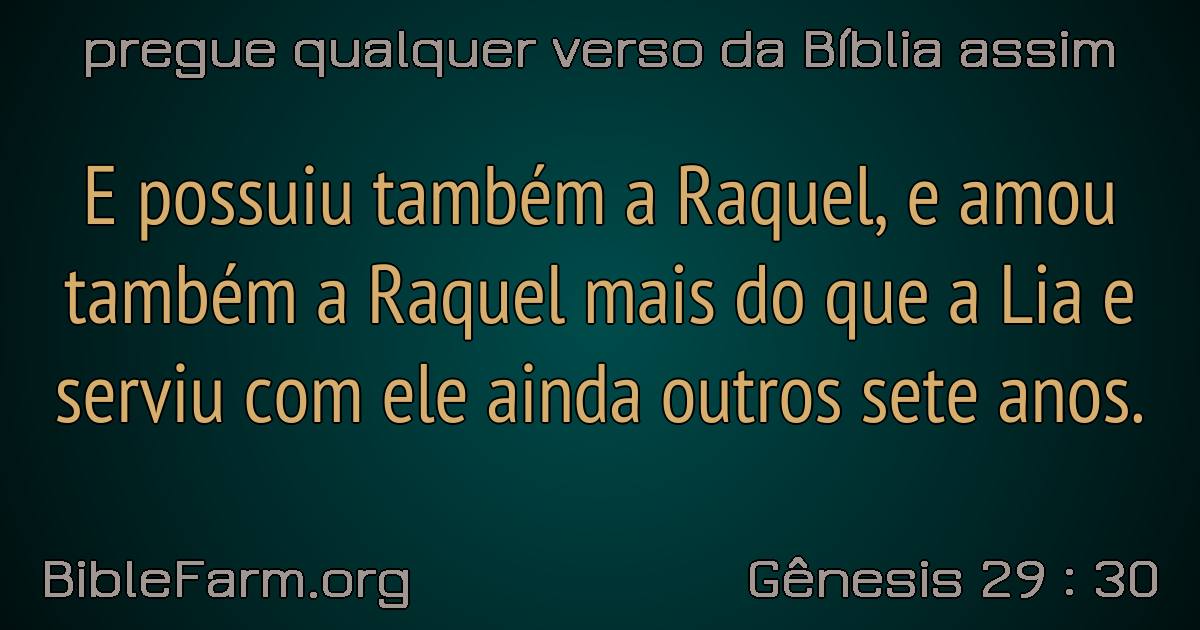 pregue qualquer verso da Bíblia assim
E possuiu também a Raquel, e amou
também a Raquel mais do que a Lia e
serviu com ele ainda outros sete anos.
BibleFarm.org
Gênesis 29 : 30